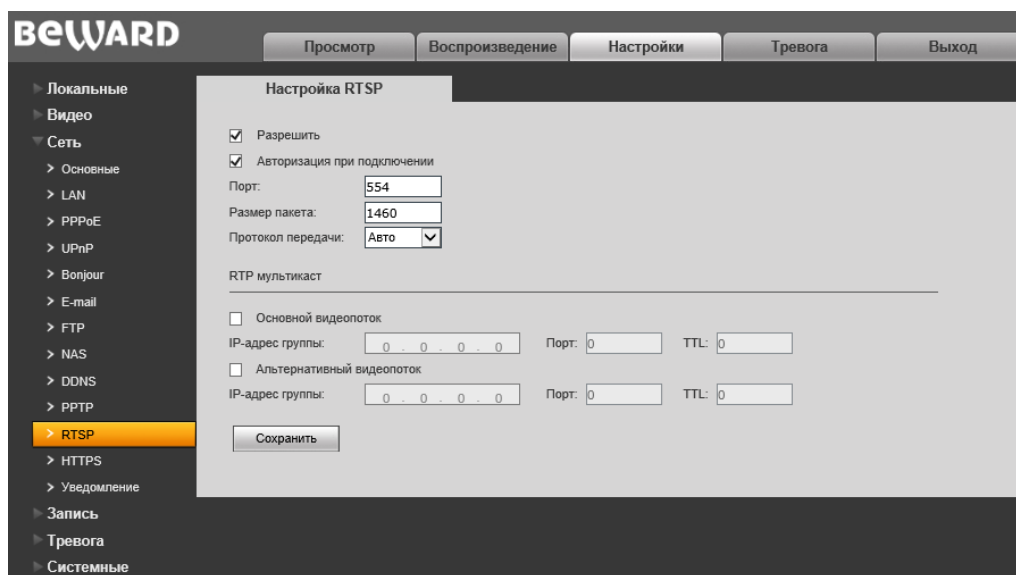 BEWARD
Просмотр Воспроизведение Настройки Тревога Выход
Локальные
Видео
Сеть
Основные
LAN
PPPoE
UPnP
Bonjour
E-mail
FTP
NAS
DDNS
PPTP
RTSP
HTTPS
Уведомление
Запись
Тревога
Системные
Настройка RTSP
Разрешить
Авторизация при подключении
Порт: 554
Размер пакета: 1460
Протокол передачи: Авто
RTP мультикаст
Основной видеопоток
IP-адрес группы: 0 . 0 . 0 . 0 Порт: 0 TTL: 0
Альтернативный видеопоток
IP-адрес группы: 0 . 0 . 0 . 0 Порт: 0 TTL: 0
Сохранить